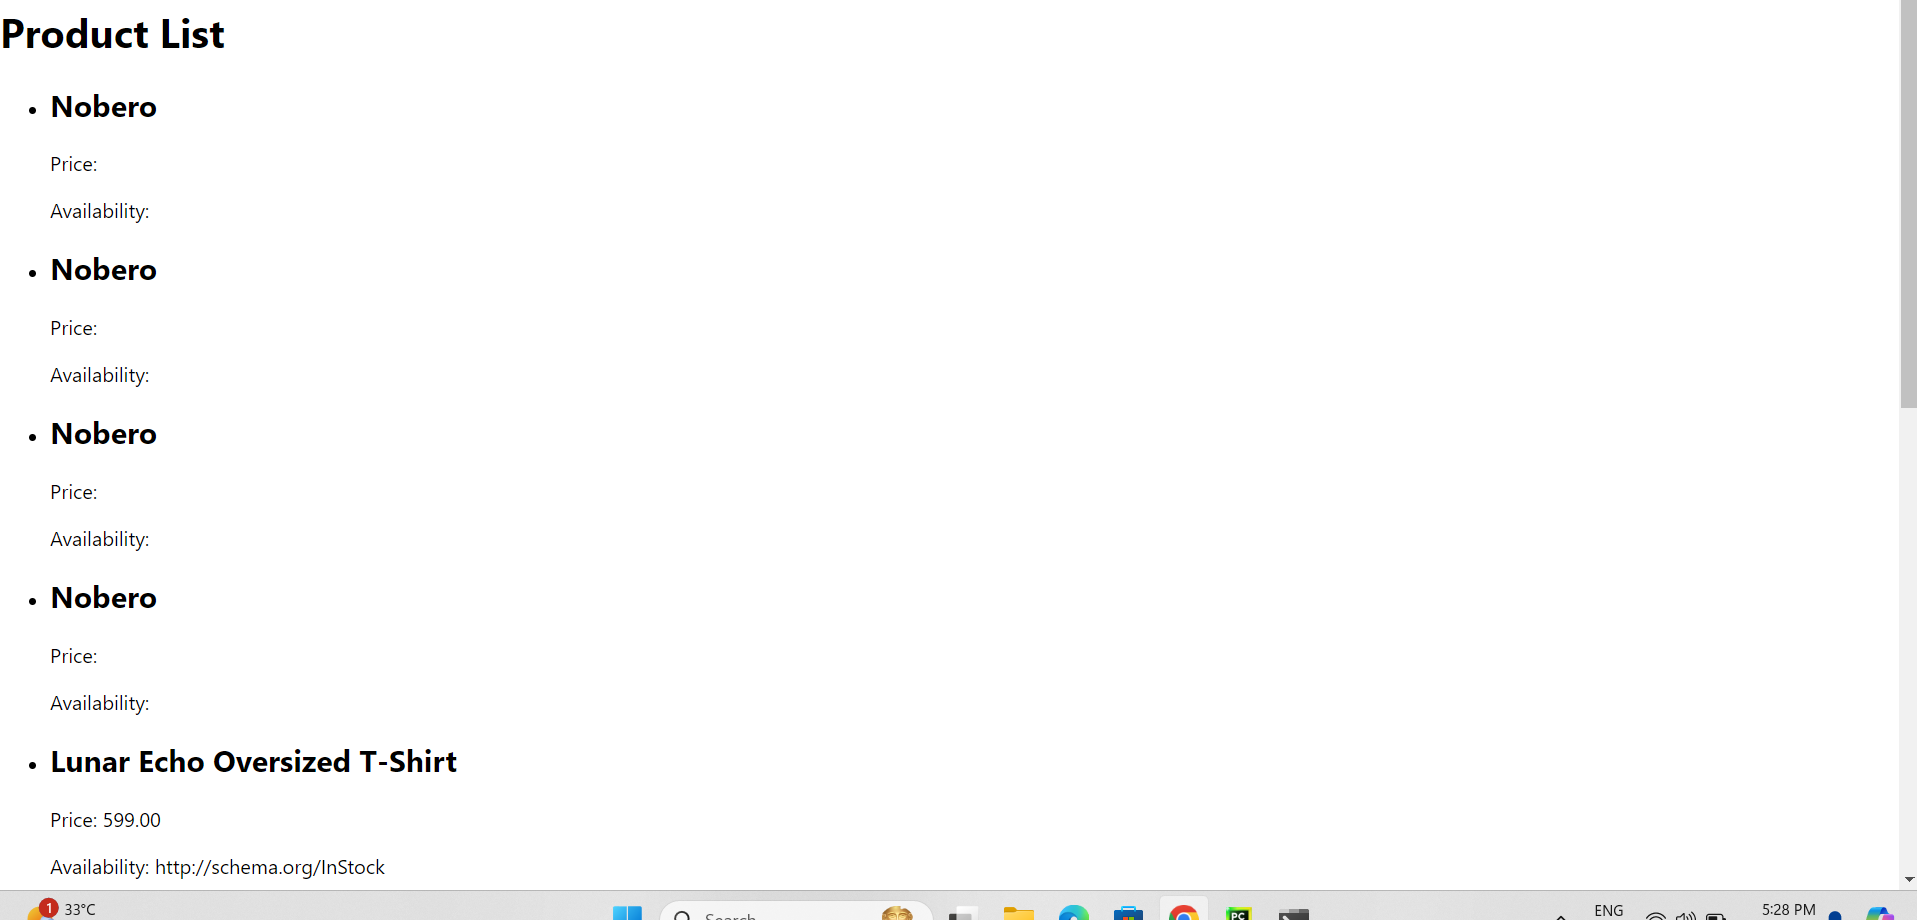 Product List
Nobero
Price:
Availability:
Nobero
Price:
Availability:
Nobero
Price:
Availability:
Nobero
Price:
Availability:
Lunar Echo Oversized T-Shirt
Price: 599.00
Availability: http://schema.org/InStock
1
33°C
Search
PC
ENG
5:28 PM